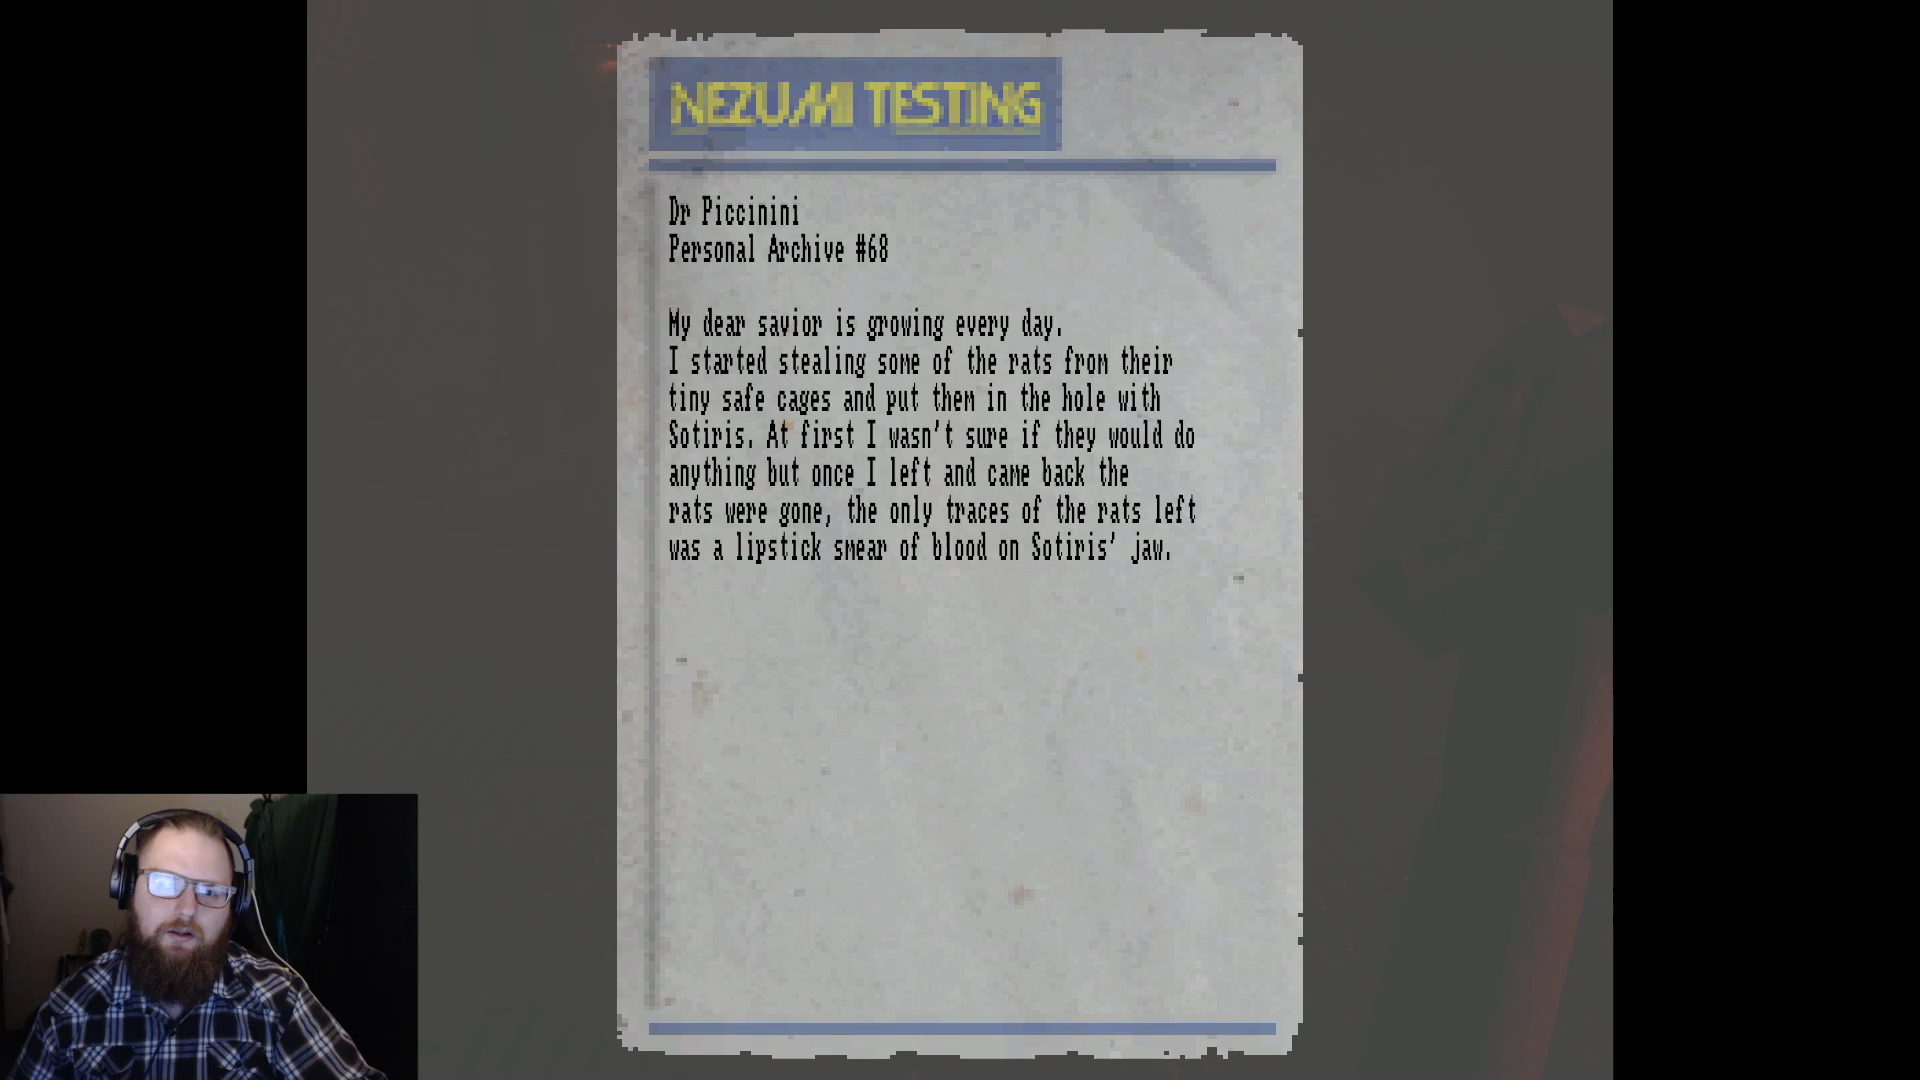 NEZUMI TESTING
Dr Piccinini
Personal Archive #68
My dear savior is growing every day.
I started stealing some of the rats from their
tiny safe cages and put them in the hole with
Sotiris. At first I wasn't sure if they would do
anything but once I left and came back the
rats were gone, the only traces of the rats left
was a lipstick smear of blood on Sotiris' jaw.